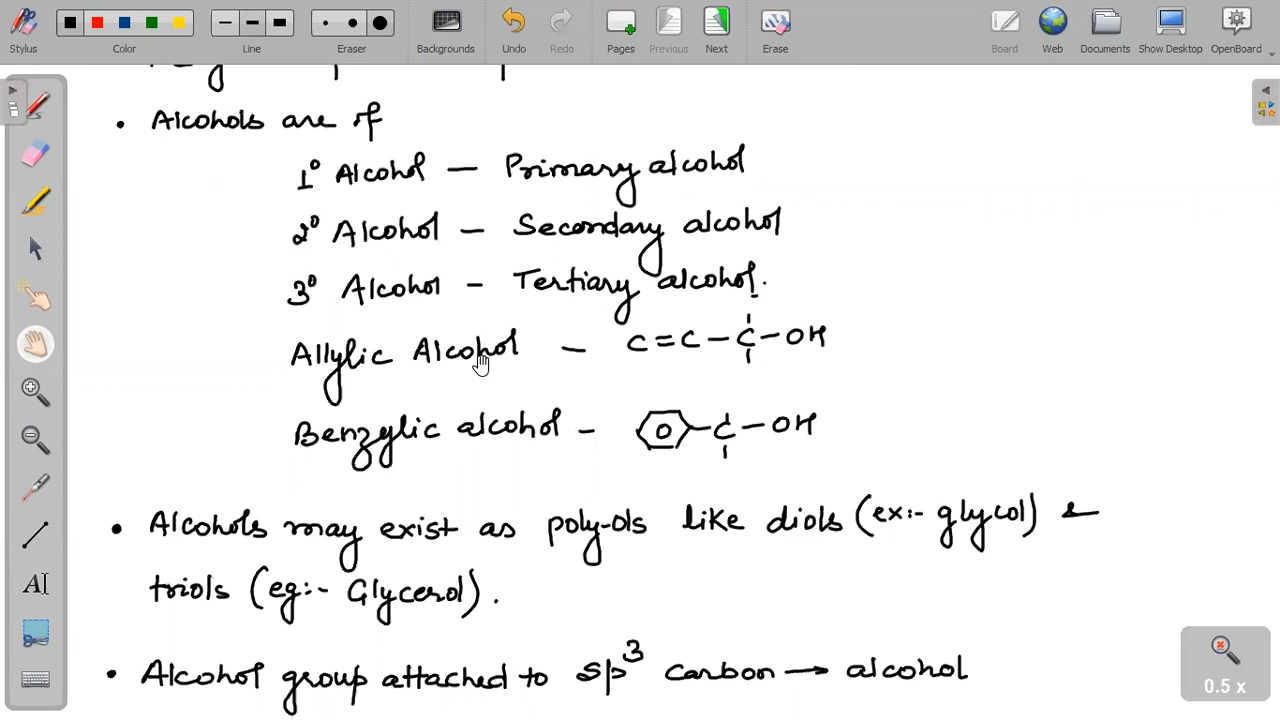 Stylus Color Line Eraser Backgrounds Undo Redo Pages Previous Next Erase Board Web Documents Show Desktop OpenBoard
• Alcohols are of
1° Alcohol — Primary alcohol
2° Alcohol — Secondary alcohol
3° Alcohol — Tertiary alcohol.
Allylic Alcohol — C=C-C-OH
Benzylic alcohol - C-OH
• Alcohols may exist as poly-ols like diols (ex:- glycol) &
triols (eg:- Glycerol).
• Alcohol group attached to sp³ carbon → alcohol
0.5 x